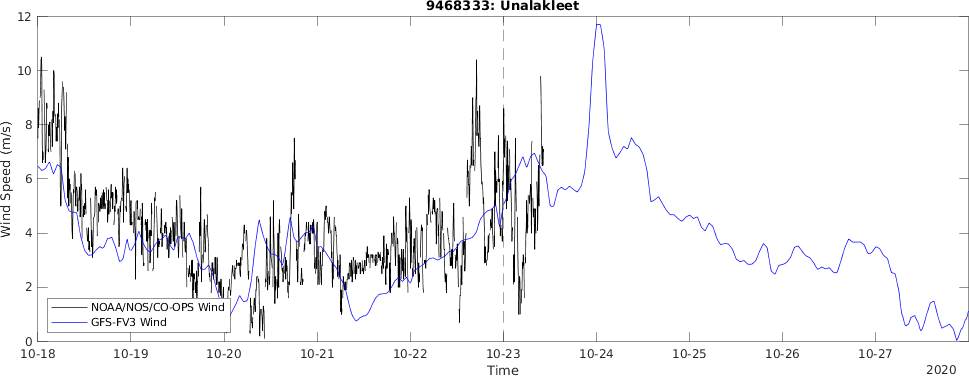 9468333: Unalakleet
Wind Speed (m/s)
12
10
8
6
4
2
0
NOAA/NOS/CO-OPS Wind
GFS-FV3 Wind
10-18 10-19 10-20 10-21 10-22 10-23 10-24 10-25 10-26 10-27
Time
2020